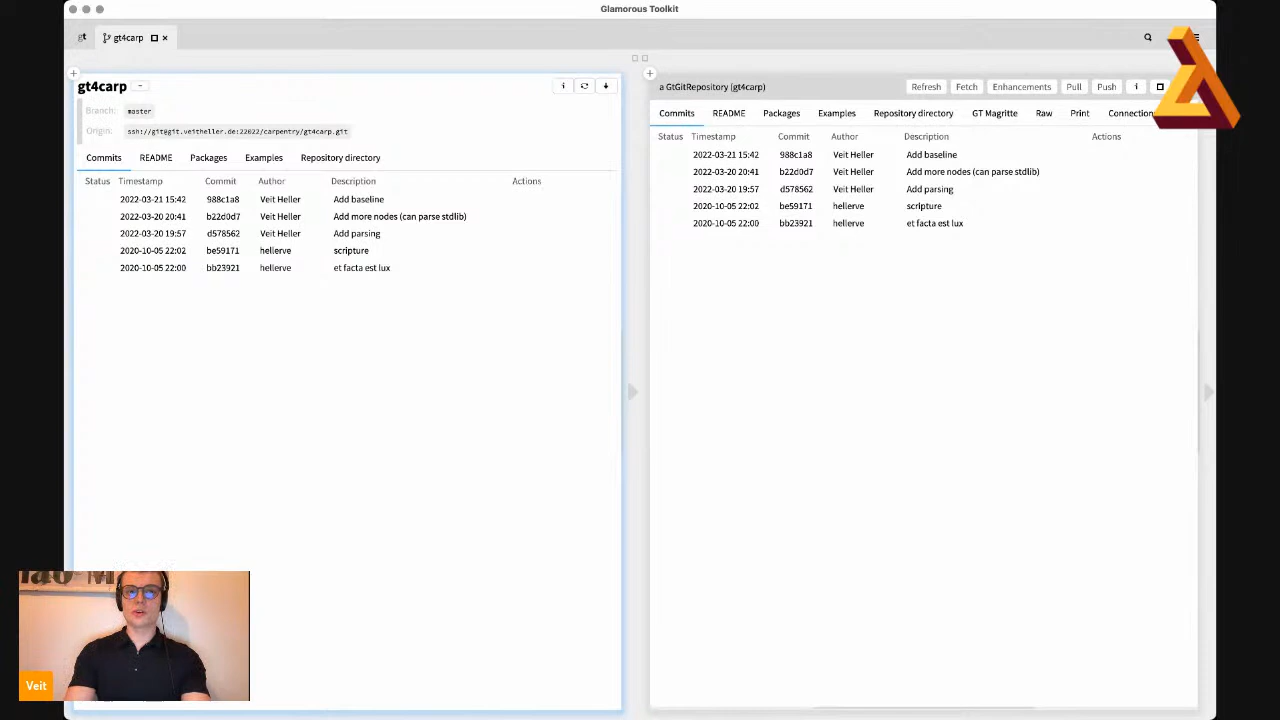 Glamorous Toolkit
gt
gt4carp
gt4carp
Branch: master
Origin: ssh://git@git.veitheller.de:22022/carpentry/gt4carp.git
Commits README Packages Examples Repository directory
Status Timestamp Commit Author Description Actions
2022-03-21 15:42 988c1a8 Veit Heller Add baseline
2022-03-20 20:41 b22d0d7 Veit Heller Add more nodes (can parse stdlib)
2022-03-20 19:57 d578562 Veit Heller Add parsing
2020-10-05 22:02 be59171 hellerve scripture
2020-10-05 22:00 bb23921 hellerve et facta est lux
a GtGitRepository (gt4carp) Refresh Fetch Enhancements Pull Push i
Commits README Packages Examples Repository directory GT Magritte Raw Print Connection
Status Timestamp Commit Author Description Actions
2022-03-21 15:42 988c1a8 Veit Heller Add baseline
2022-03-20 20:41 b22d0d7 Veit Heller Add more nodes (can parse stdlib)
2022-03-20 19:57 d578562 Veit Heller Add parsing
2020-10-05 22:02 be59171 hellerve scripture
2020-10-05 22:00 bb23921 hellerve et facta est lux
Veit